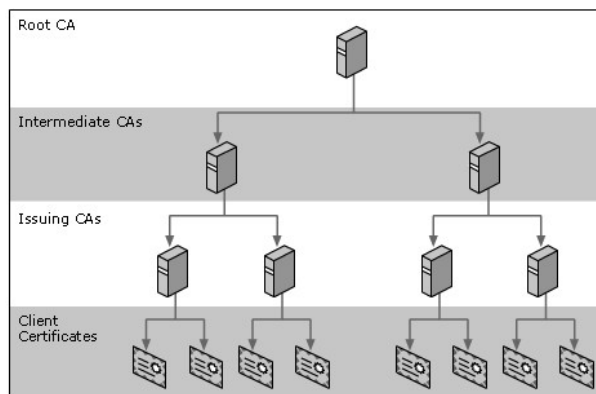 Root CA
Intermediate CAs
Issuing CAs
Client
Certificates